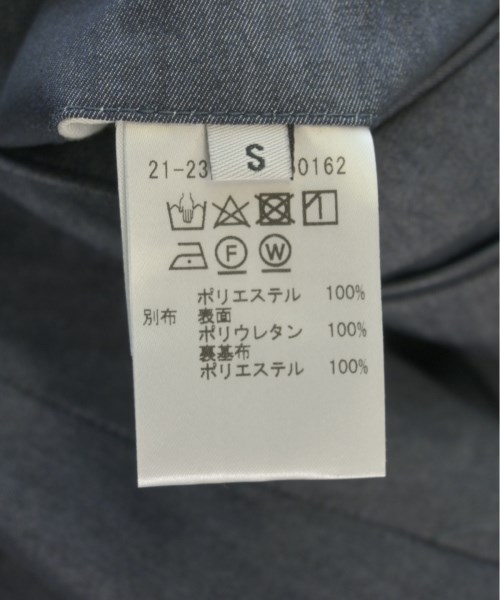 S
21-23 0162
F W
ポリエステル 100%
別布 表面
ポリウレタン 100%
裏基布
ポリエステル 100%